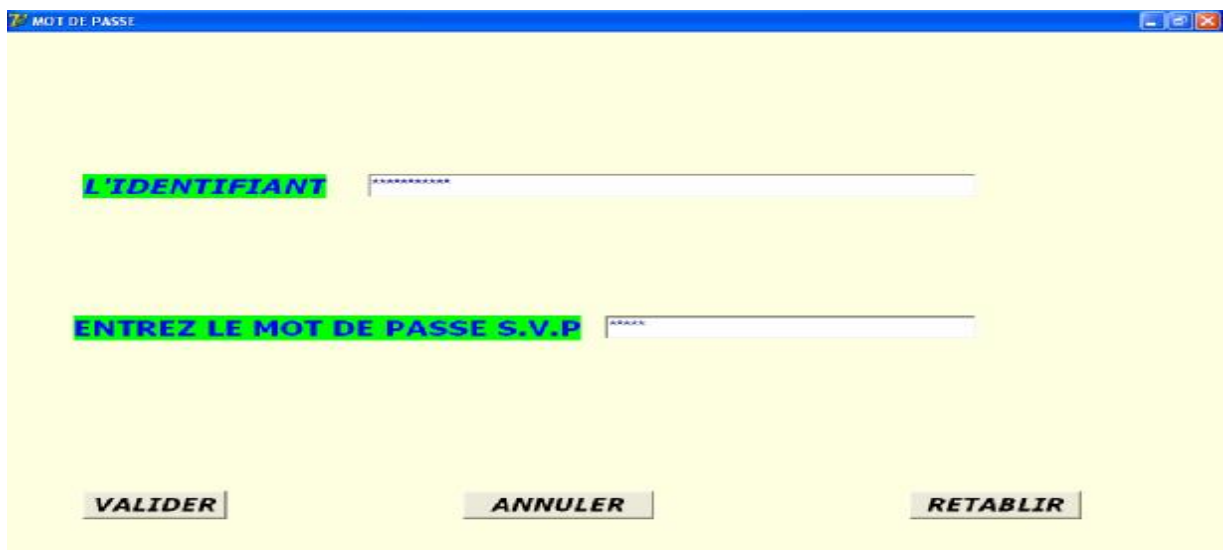 MOT DE PASSE
L'IDENTIFIANT ***********
ENTREZ LE MOT DE PASSE S.V.P *****
VALIDER ANNULER RETABLIR